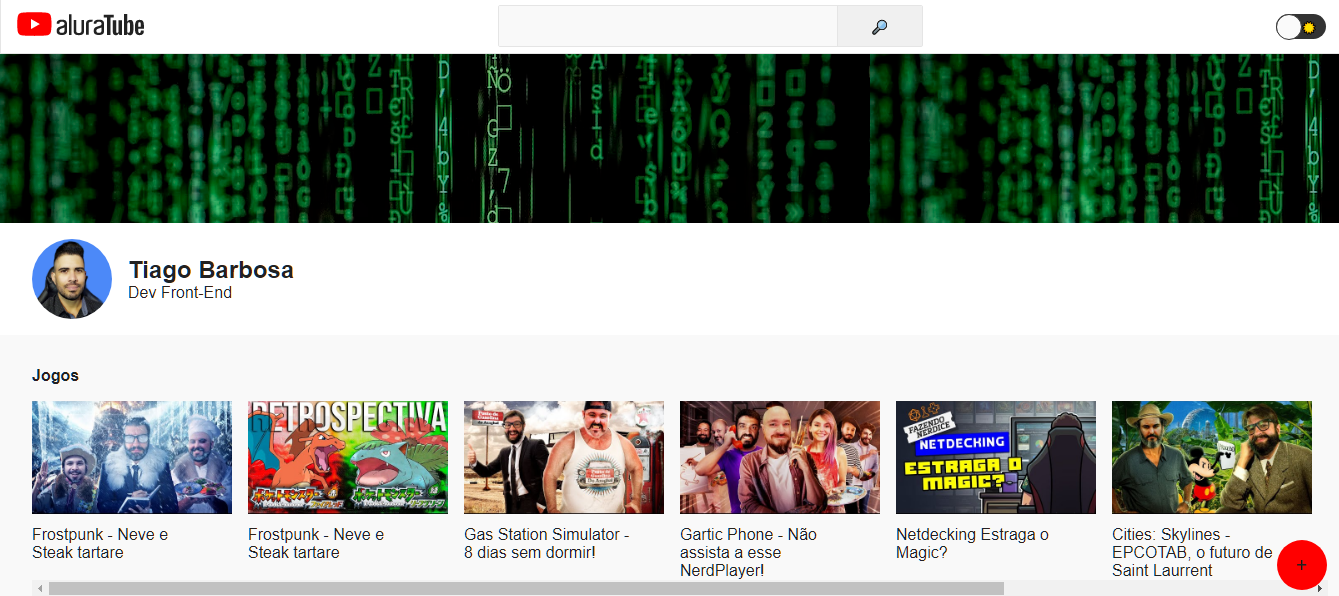 aluraTube
Tiago Barbosa
Dev Front-End
Jogos
RETROSPECTIVA
FAZENDO
NERDICE
NETDECKING
ESTRAGA O
MAGIC?
Frostpunk - Neve e
Steak tartare
Frostpunk - Neve e
Steak tartare
Gas Station Simulator -
8 dias sem dormir!
Gartic Phone - Não
assista a esse
NerdPlayer!
Netdecking Estraga o
Magic?
Cities: Skylines -
EPCOTAB, o futuro de
Saint Laurrent
+